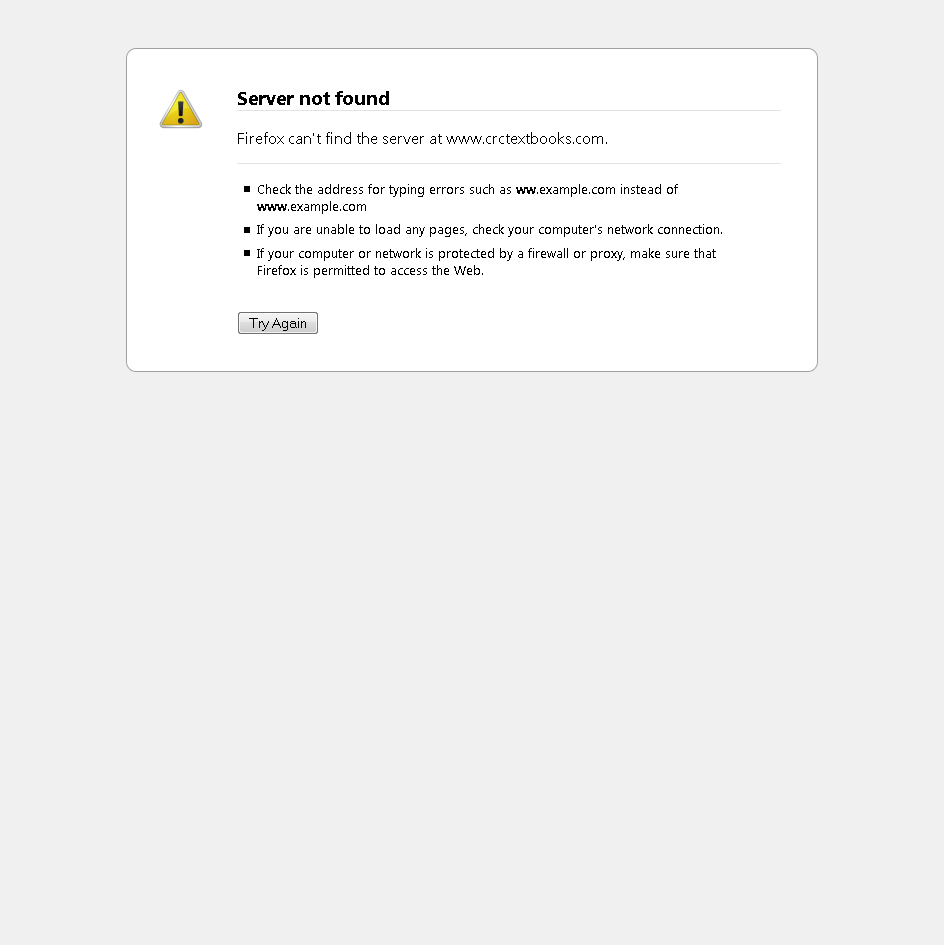 Server not found
Firefox can't find the server at www.crctextbooks.com.
Check the address for typing errors such as ww.example.com instead of
www.example.com
If you are unable to load any pages, check your computer's network connection.
If your computer or network is protected by a firewall or proxy, make sure that
Firefox is permitted to access the Web.
Try Again